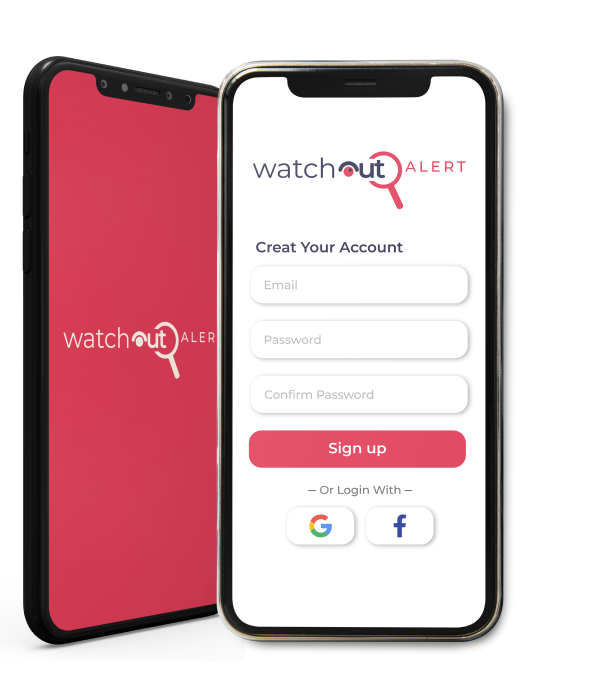 watchout ALERT
watchout ALER
Creat Your Account
Email
Password
Confirm Password
Sign up
— Or Login With —